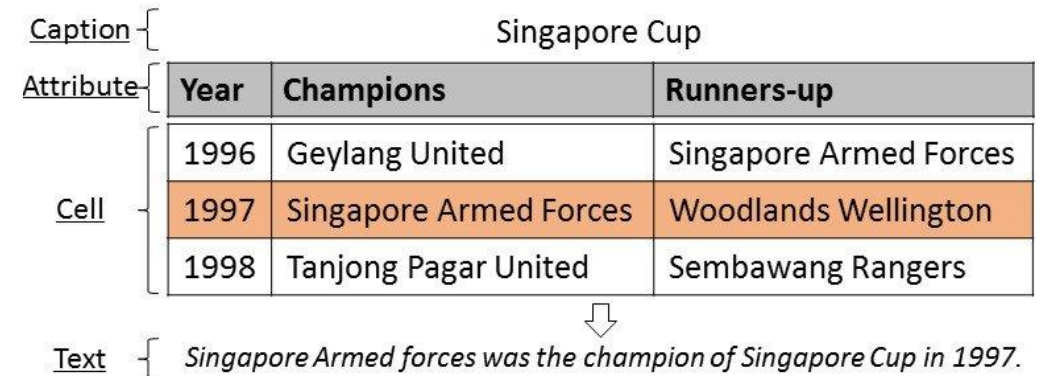 Caption Singapore Cup
Attribute Year Champions Runners-up
1996 Geylang United Singapore Armed Forces
Cell 1997 Singapore Armed Forces Woodlands Wellington
1998 Tanjong Pagar United Sembawang Rangers
Text Singapore Armed forces was the champion of Singapore Cup in 1997.